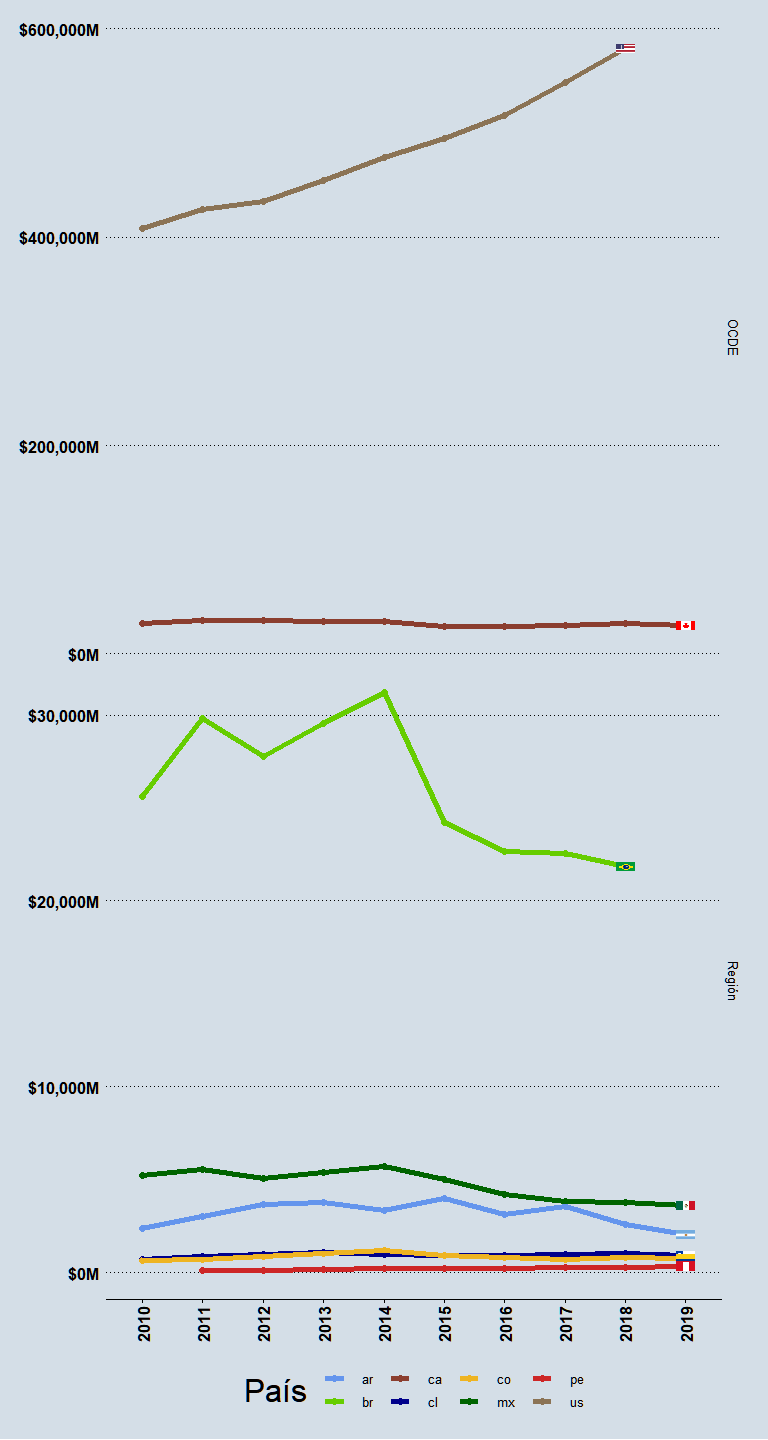 $600,000M
$400,000M
OCDE
$200,000M
$0M
$30,000M
$20,000M
Región
$10,000M
$0M
2010 2011 2012 2013 2014 2015 2016 2017 2018 2019
País
ar ca co pe
br cl mx us